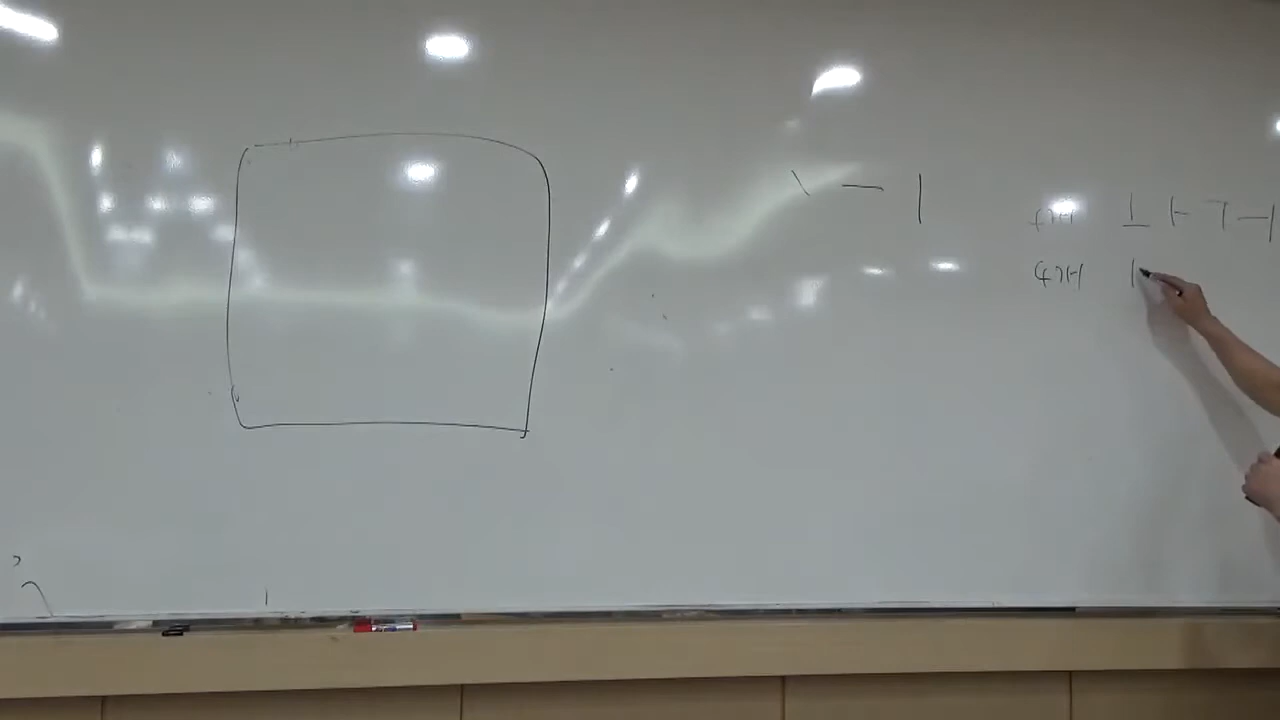 ㆍ ㅡ ㅣ
4개 ㅗ ㅏ ㅜ ㅓ
4개 ㅣ